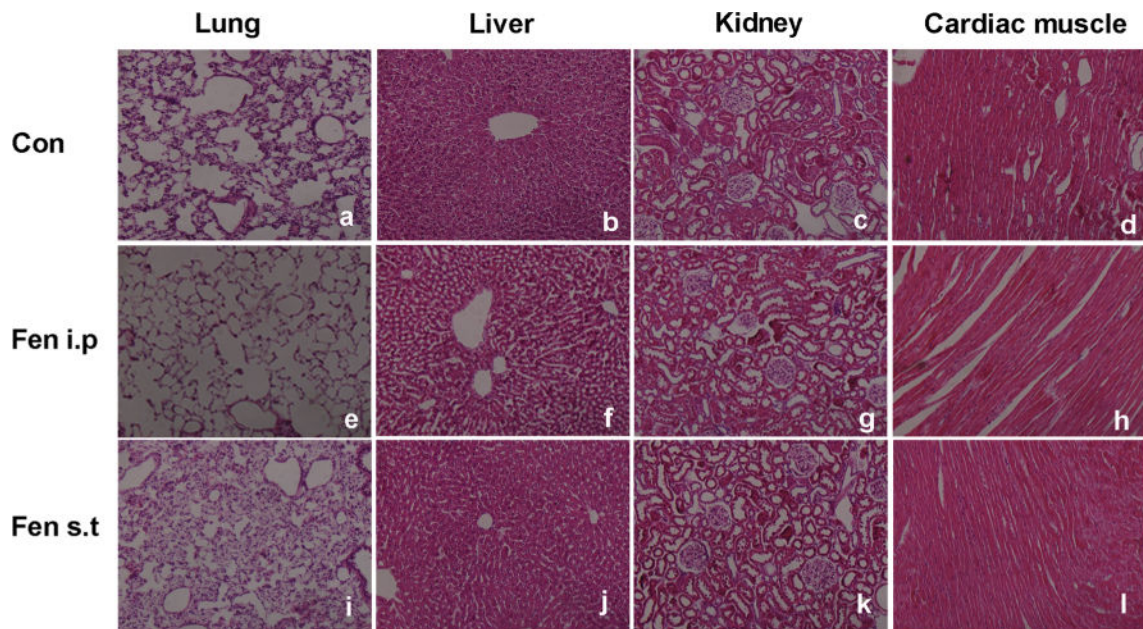 Lung Liver Kidney Cardiac muscle
Con
a b c d
Fen i.p
e f g h
Fen s.t
i j k l